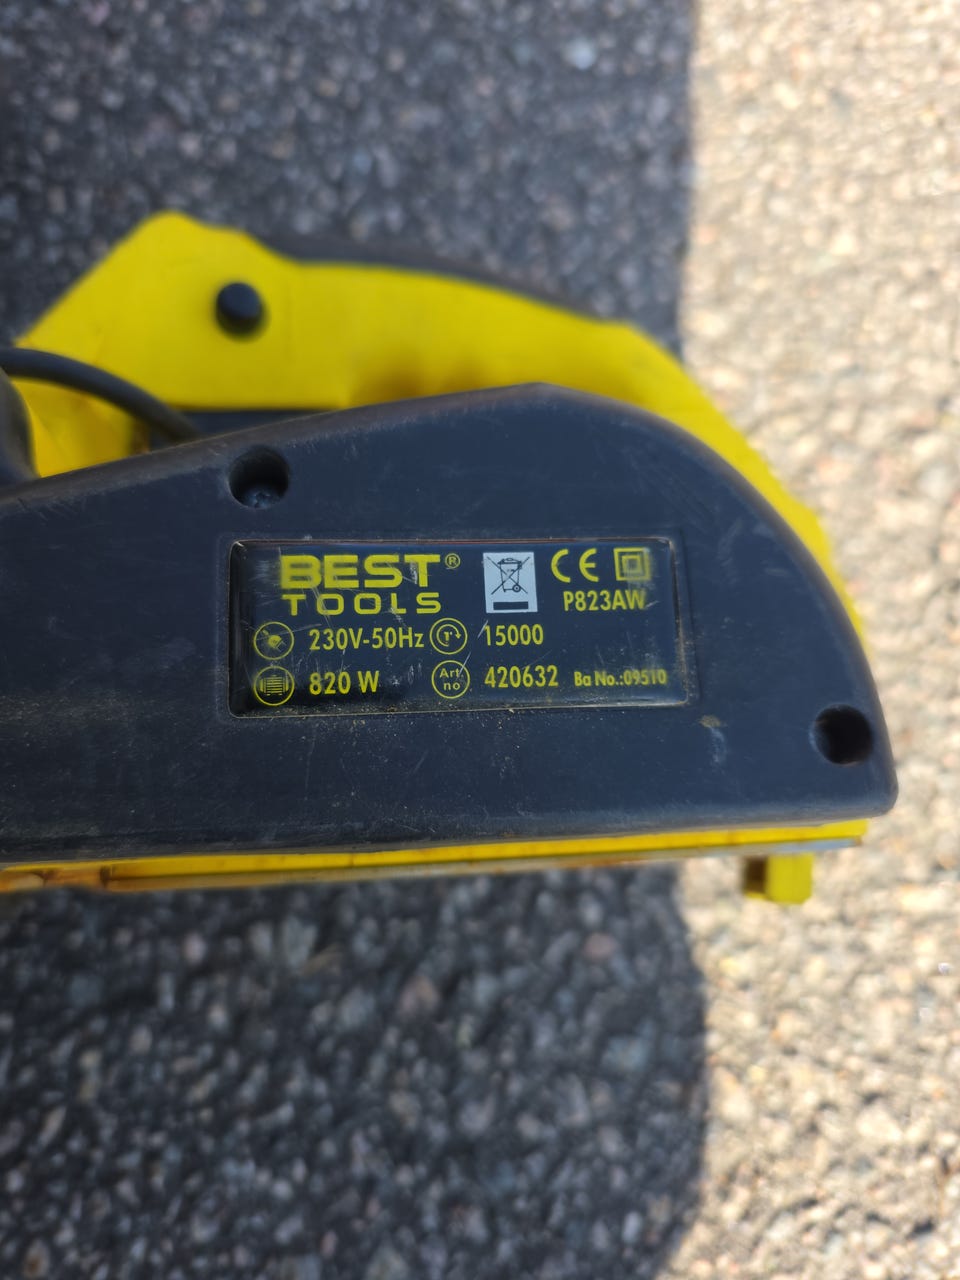 BEST®
TOOLS
CE
P823AW
230V-50Hz 15000
820 W Art no 420632 Ba No.:09510